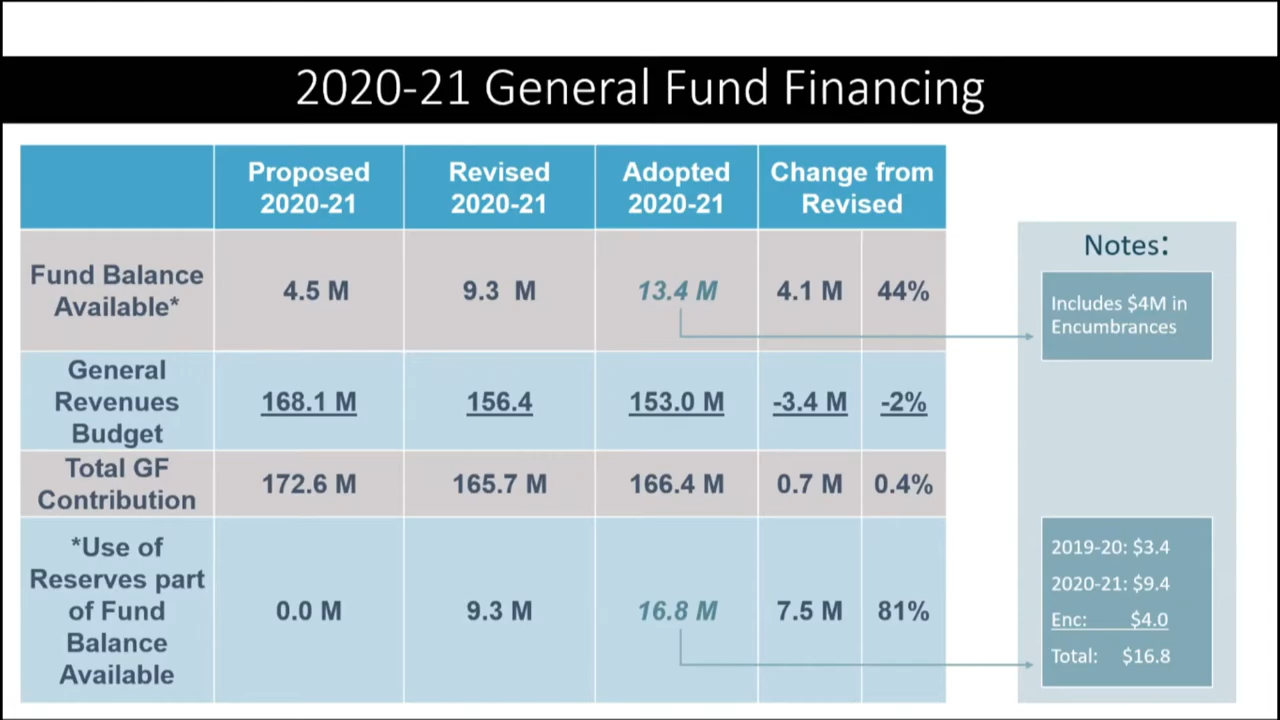 2020-21 General Fund Financing
Proposed 2020-21
Revised 2020-21
Adopted 2020-21
Change from Revised
Fund Balance Available*
4.5 M
9.3 M
13.4 M
4.1 M
44%
General Revenues Budget
168.1 M
156.4
153.0 M
-3.4 M
-2%
Total GF Contribution
172.6 M
165.7 M
166.4 M
0.7 M
0.4%
*Use of Reserves part of Fund Balance Available
0.0 M
9.3 M
16.8 M
7.5 M
81%
Notes:
Includes $4M in
Encumbrances
2019-20: $3.4
2020-21: $9.4
Enc: $4.0
Total: $16.8